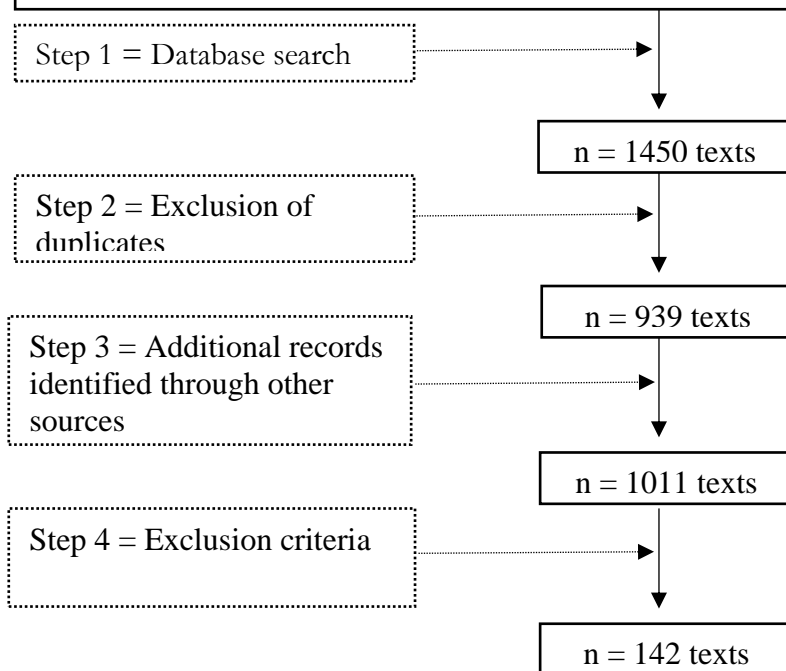 Step 1 = Database search
n = 1450 texts
Step 2 = Exclusion of
duplicates
n = 939 texts
Step 3 = Additional records
identified through other
sources
n = 1011 texts
Step 4 = Exclusion criteria
n = 142 texts